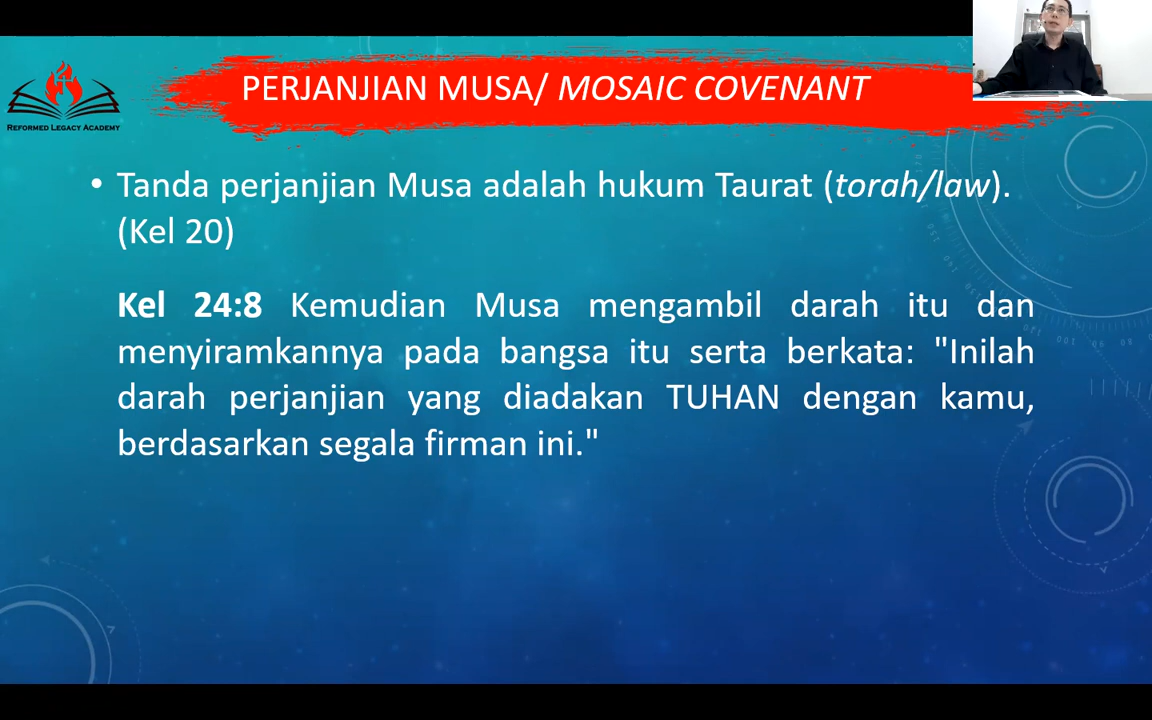 PERJANJIAN MUSA/ MOSAIC COVENANT
REFORMED LEGACY ACADEMY
• Tanda perjanjian Musa adalah hukum Taurat (torah/law).
(Kel 20)
Kel 24:8 Kemudian Musa mengambil darah itu dan
menyiramkannya pada bangsa itu serta berkata: "Inilah
darah perjanjian yang diadakan TUHAN dengan kamu,
berdasarkan segala firman ini."